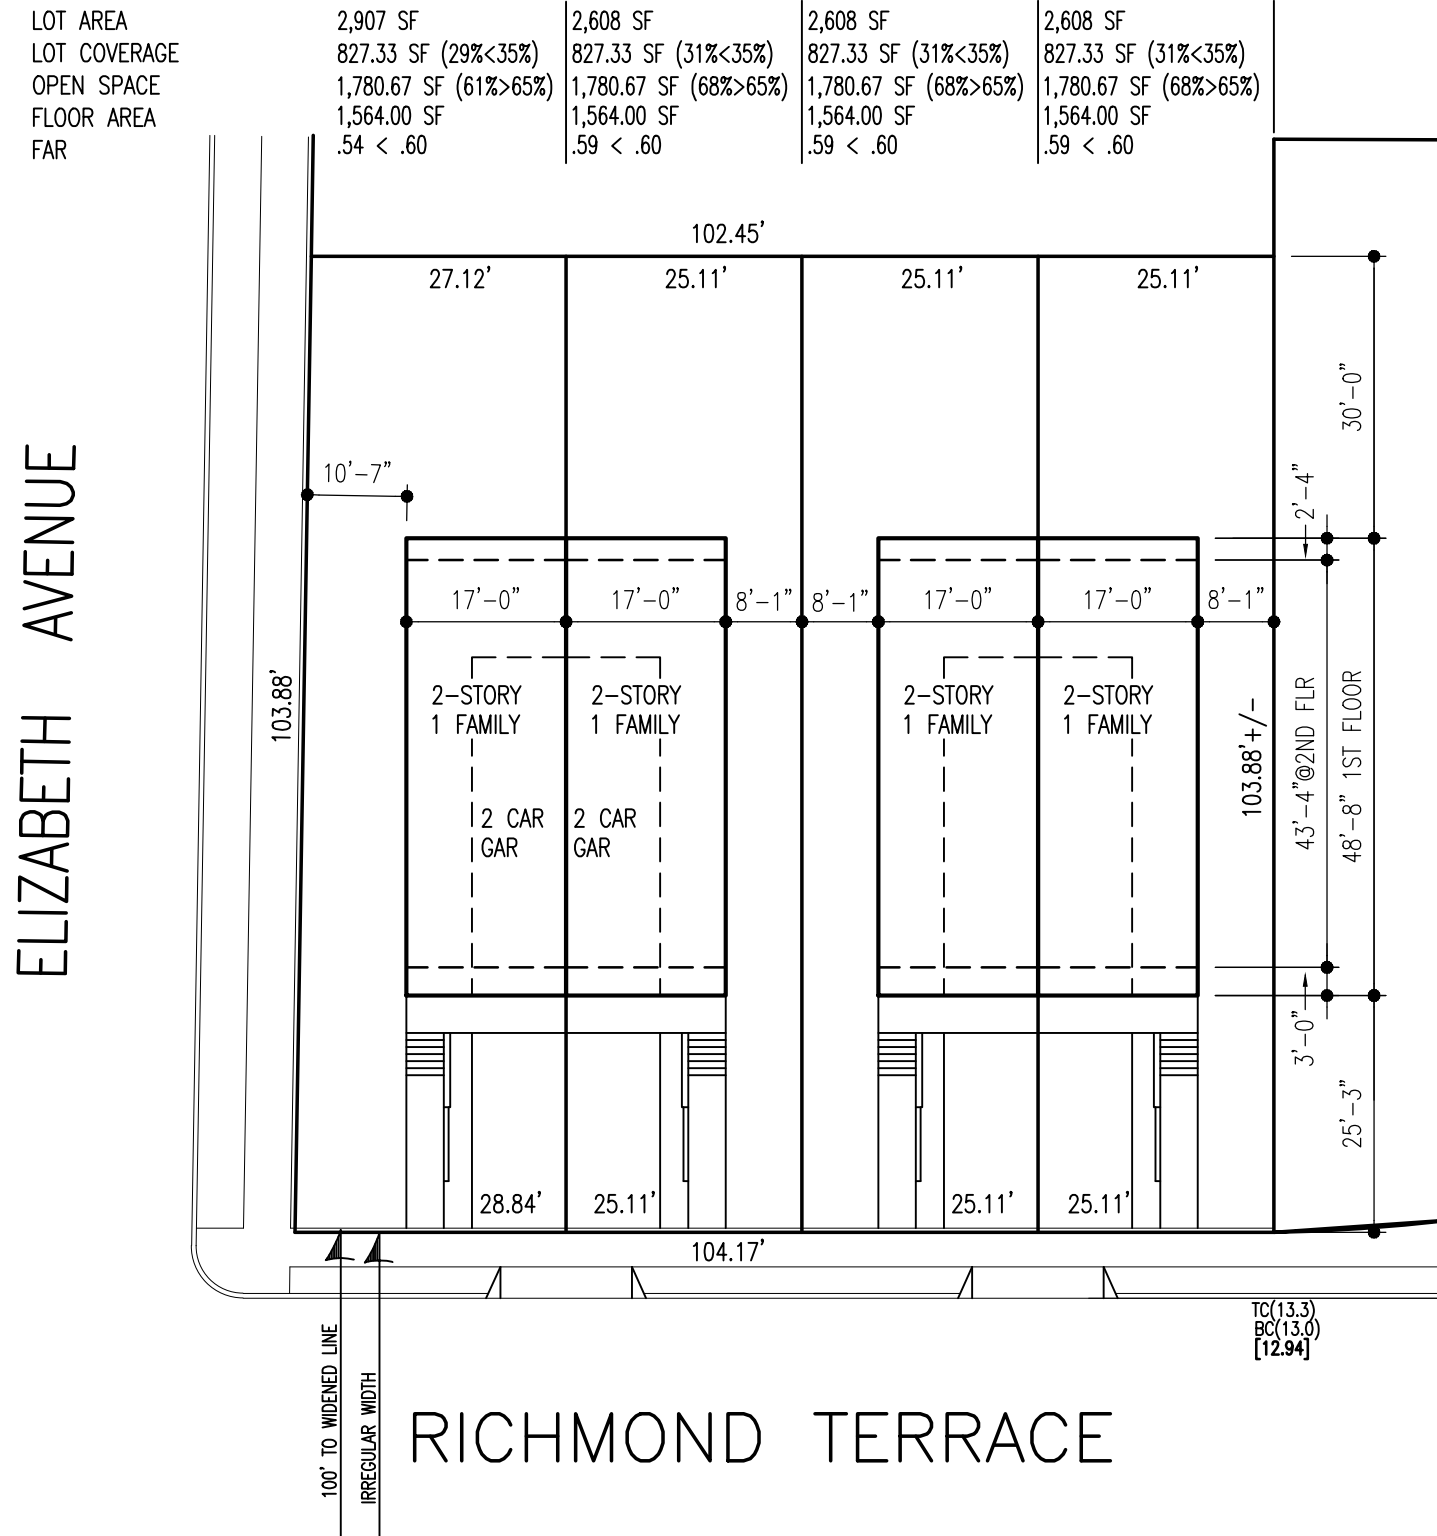 LOT AREA 2,907 SF 2,608 SF 2,608 SF 2,608 SF
LOT COVERAGE 827.33 SF (29%<35%) 827.33 SF (31%<35%) 827.33 SF (31%<35%) 827.33 SF (31%<35%)
OPEN SPACE 1,780.67 SF (61%>65%) 1,780.67 SF (68%>65%) 1,780.67 SF (68%>65%) 1,780.67 SF (68%>65%)
FLOOR AREA 1,564.00 SF 1,564.00 SF 1,564.00 SF 1,564.00 SF
FAR .54 < .60 .59 < .60 .59 < .60 .59 < .60
102.45'
27.12' 25.11' 25.11' 25.11'
30'-0"
10'-7"
2'-4"
17'-0" 17'-0" 8'-1" 8'-1" 17'-0" 17'-0" 8'-1"
ELIZABETH AVENUE
103.88'
2-STORY
1 FAMILY
2-STORY
1 FAMILY
2-STORY
1 FAMILY
2-STORY
1 FAMILY
2 CAR
GAR
2 CAR
GAR
103.88'+/-
43'-4"@2ND FLR
48'-8" 1ST FLOOR
3'-0"
25'-3"
28.84' 25.11' 25.11' 25.11'
104.17'
TC(13.3)
BC(13.0)
[12.94]
100' TO WIDENED LINE
IRREGULAR WIDTH
RICHMOND TERRACE